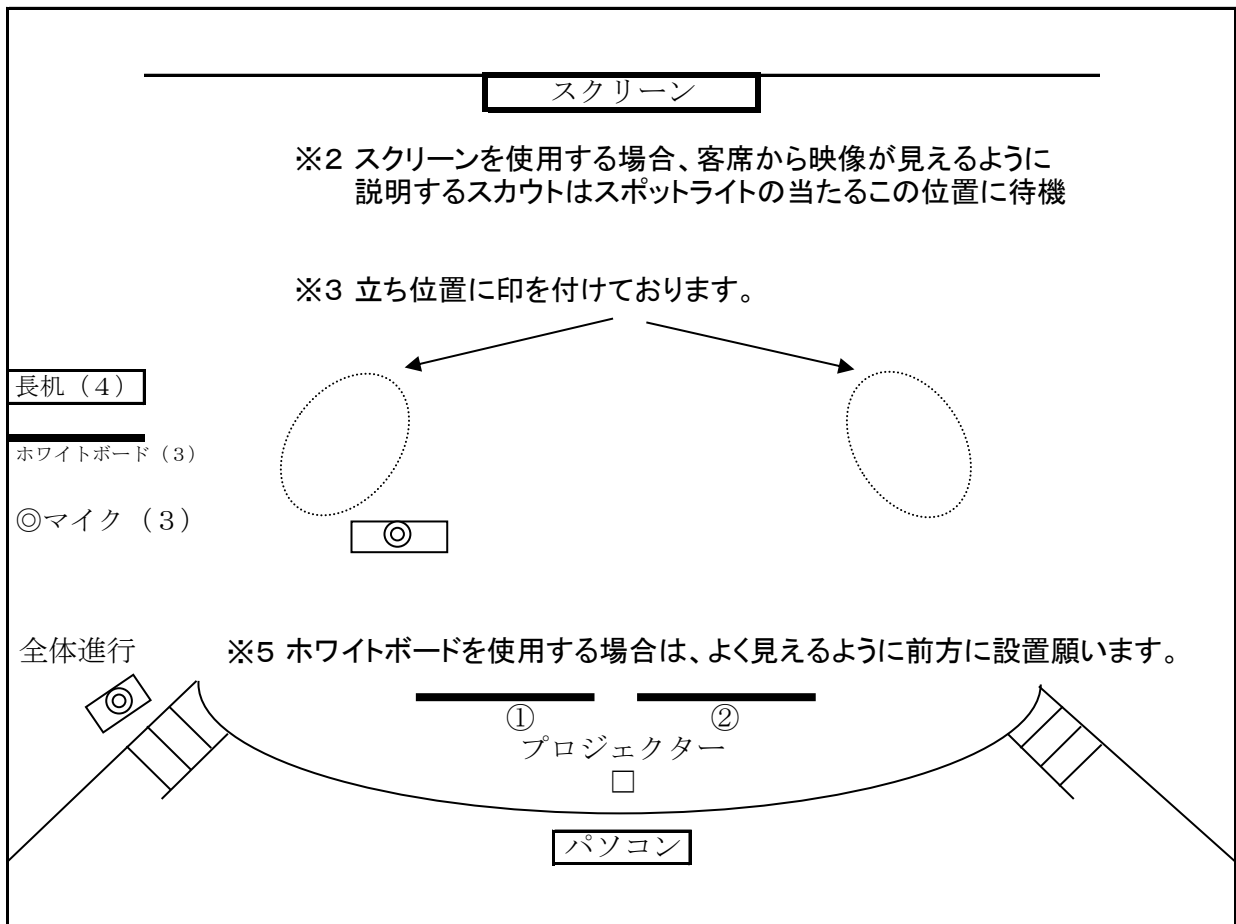 スクリーン
※2 スクリーンを使用する場合、客席から映像が見えるように
説明するスカウトはスポットライトの当たるこの位置に待機
※3 立ち位置に印を付けております。
長机（4）
ホワイトボード（3）
◎マイク（3）
全体進行
※5 ホワイトボードを使用する場合は、よく見えるように前方に設置願います。
① ②
プロジェクター
□
パソコン